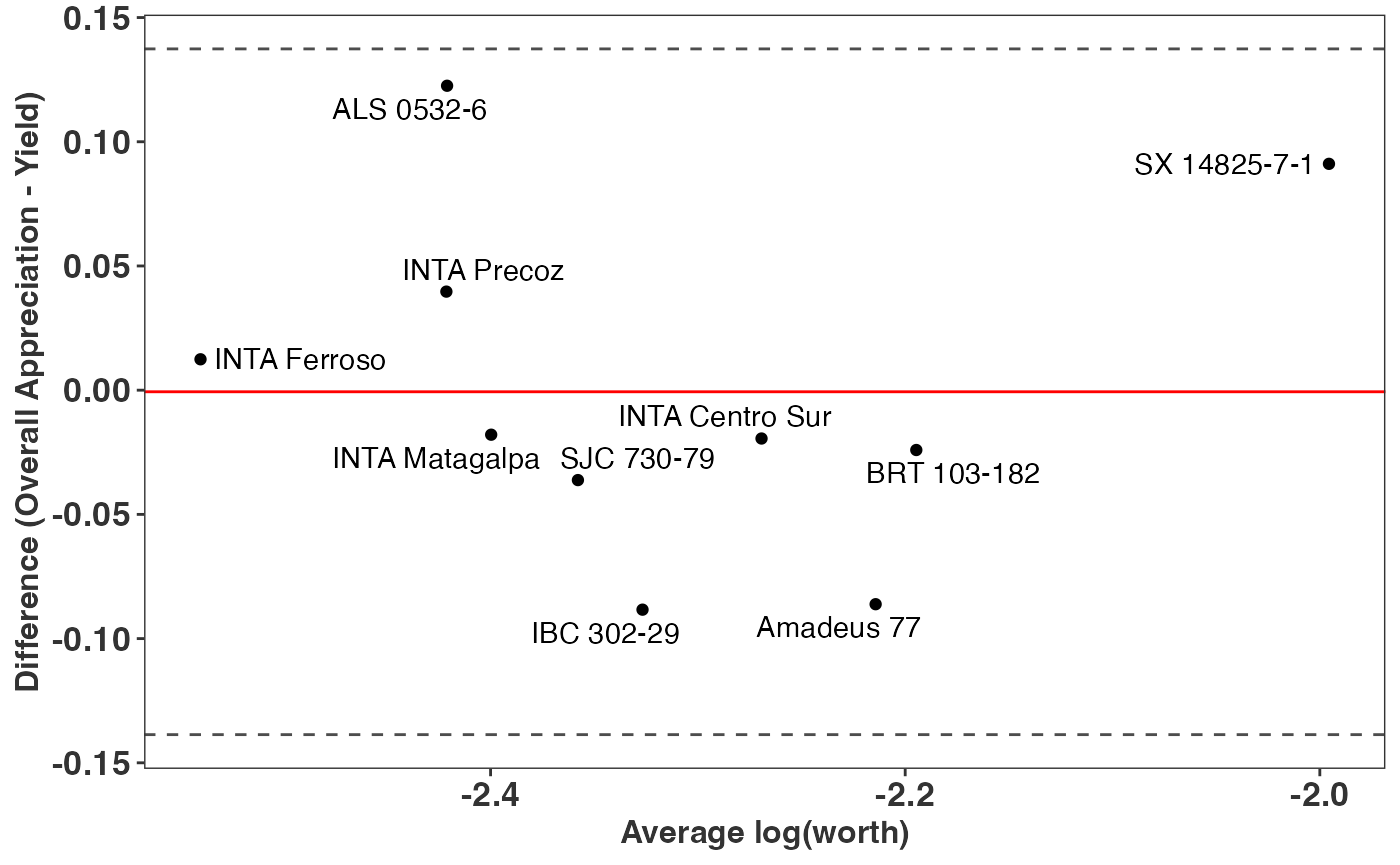 0.15
0.10
0.05
0.00
-0.05
-0.10
-0.15
Difference (Overall Appreciation - Yield)
ALS 0532-6
SX 14825-7-1
INTA Precoz
INTA Ferroso
INTA Centro Sur
INTA Matagalpa
SJC 730-79
BRT 103-182
IBC 302-29
Amadeus 77
-2.4
-2.2
-2.0
Average log(worth)